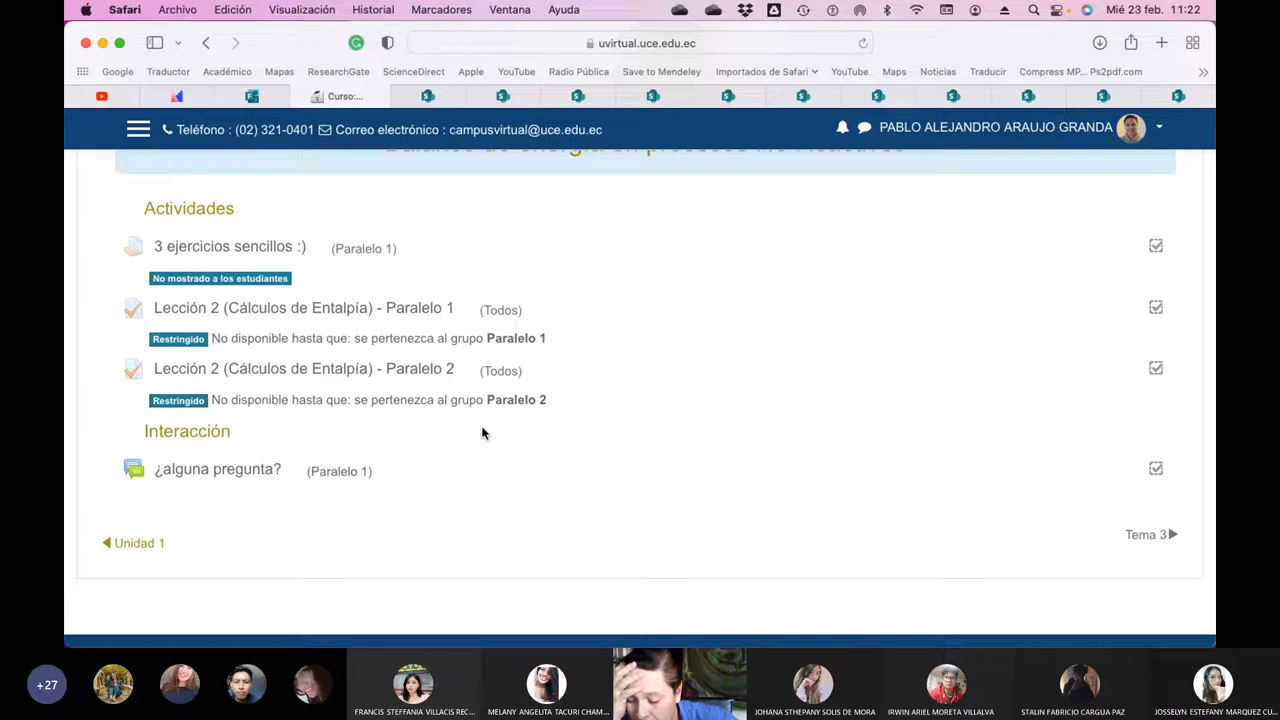 Safari Archivo Edición Visualización Historial Marcadores Ventana Ayuda Mié 23 feb. 11:22
uvirtual.uce.edu.ec
Google Traductor Académico Mapas ResearchGate ScienceDirect Apple YouTube Radio Pública Save to Mendeley Importados de Safari YouTube Maps Noticias Traducir Compress MP... Ps2pdf.com
Curso:...
Teléfono : (02) 321-0401 Correo electrónico : campusvirtual@uce.edu.ec PABLO ALEJANDRO ARAUJO GRANDA
Balance de energía en procesos No Reactivos
Actividades
3 ejercicios sencillos :) (Paralelo 1)
No mostrado a los estudiantes
Lección 2 (Cálculos de Entalpía) - Paralelo 1 (Todos)
Restringido No disponible hasta que: se pertenezca al grupo Paralelo 1
Lección 2 (Cálculos de Entalpía) - Paralelo 2 (Todos)
Restringido No disponible hasta que: se pertenezca al grupo Paralelo 2
Interacción
¿alguna pregunta? (Paralelo 1)
Unidad 1
Tema 3
+27
FRANCIS STEFFANIA VILLACIS REC... MELANY ANGELITA TACURI CHAM... JOHANA STHEPANY SOLIS DE MORA IRWIN ARIEL MORETA VILLALVA STALIN FABRICIO CARGUA PAZ JOSSELYN ESTEFANY MARQUEZ CU...